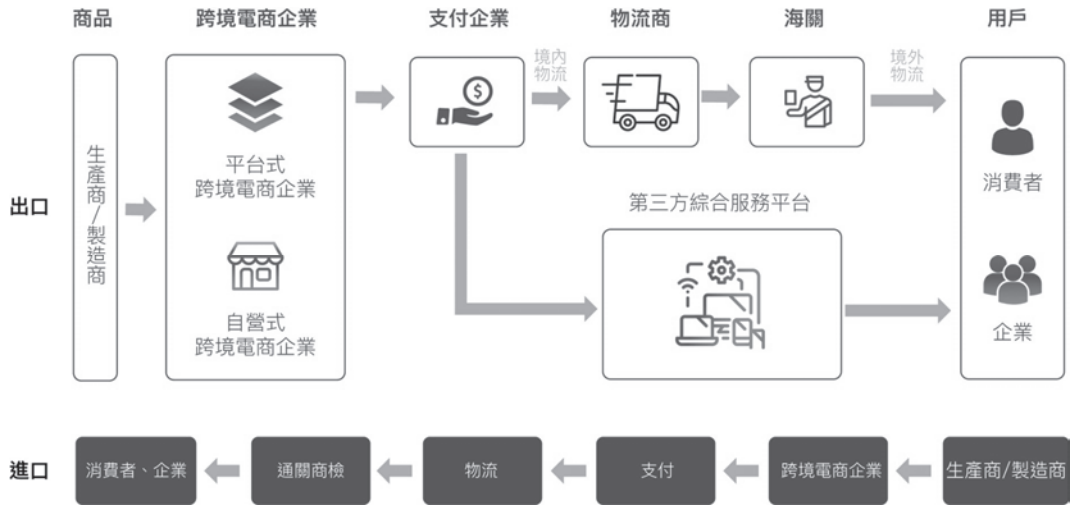 商品
跨境電商企業
支付企業
物流商
海關
用戶
出口
生產商/製造商
平台式
跨境電商企業
自營式
跨境電商企業
$
境內
物流
境外
物流
第三方綜合服務平台
消費者
企業
進口
消費者、企業
通關商檢
物流
支付
跨境電商企業
生產商/製造商